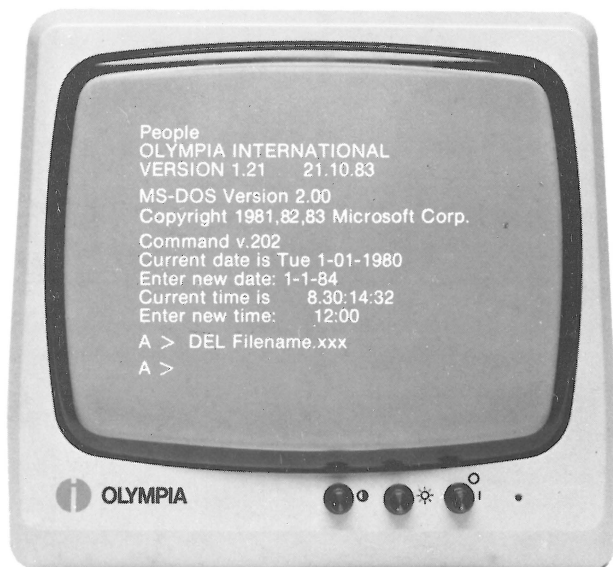 People
OLYMPIA INTERNATIONAL
VERSION 1.21 21.10.83
MS-DOS Version 2.00
Copyright 1981,82,83 Microsoft Corp.
Command v.202
Current date is Tue 1-01-1980
Enter new date: 1-1-84
Current time is 8.30:14:32
Enter new time: 12:00
A > DEL Filename.xxx
A >
OLYMPIA